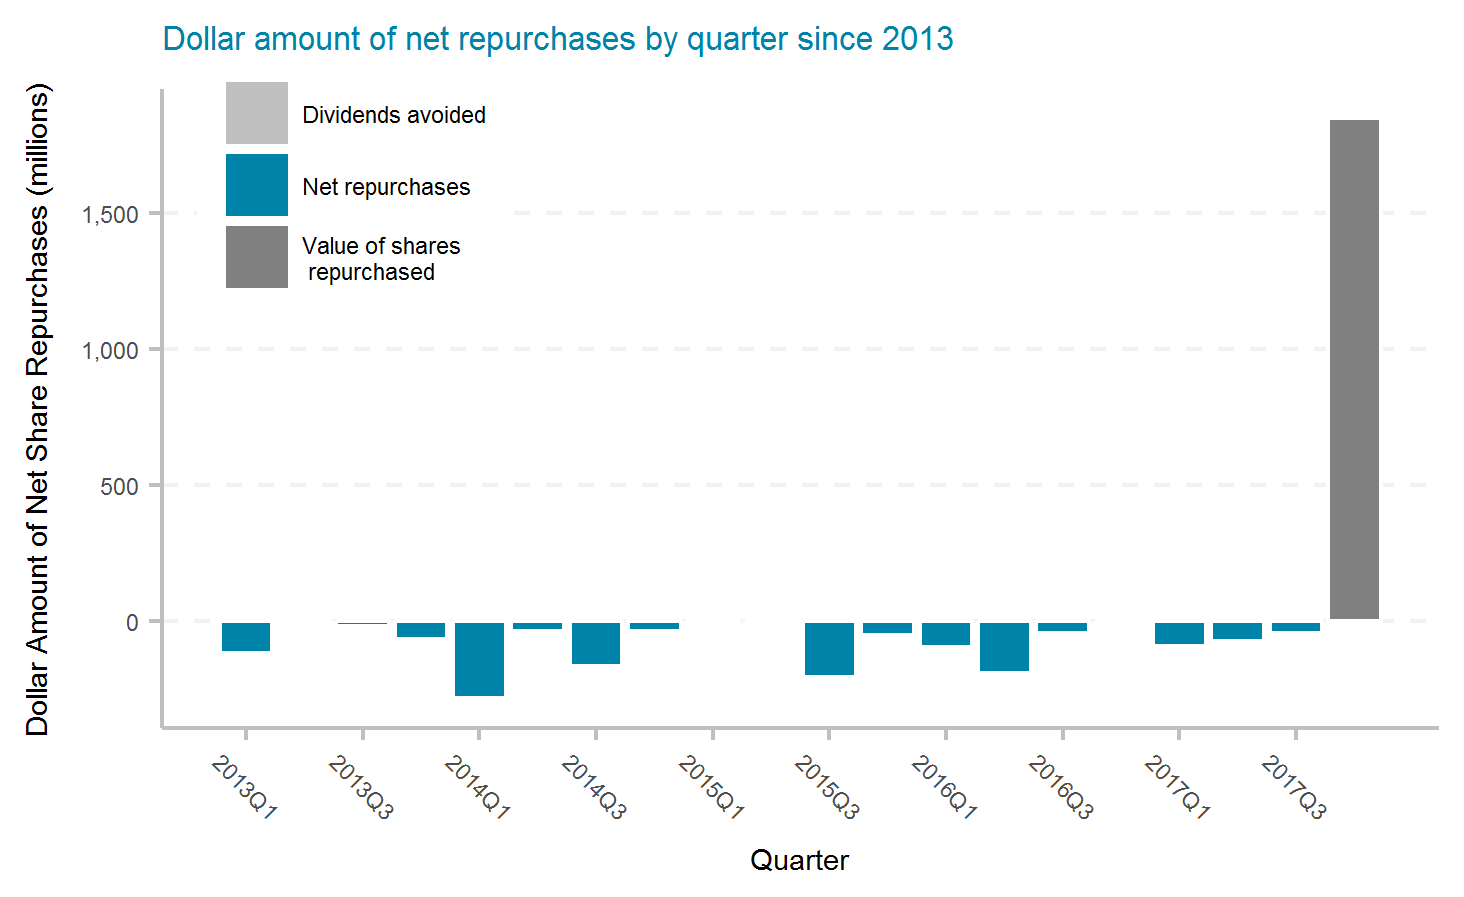 Dollar amount of net repurchases by quarter since 2013
Dividends avoided
Net repurchases
Value of shares
repurchased
Dollar Amount of Net Share Repurchases (millions)
1,500
1,000
500
0
2013Q1
2013Q3
2014Q1
2014Q3
2015Q1
2015Q3
2016Q1
2016Q3
2017Q1
2017Q3
Quarter